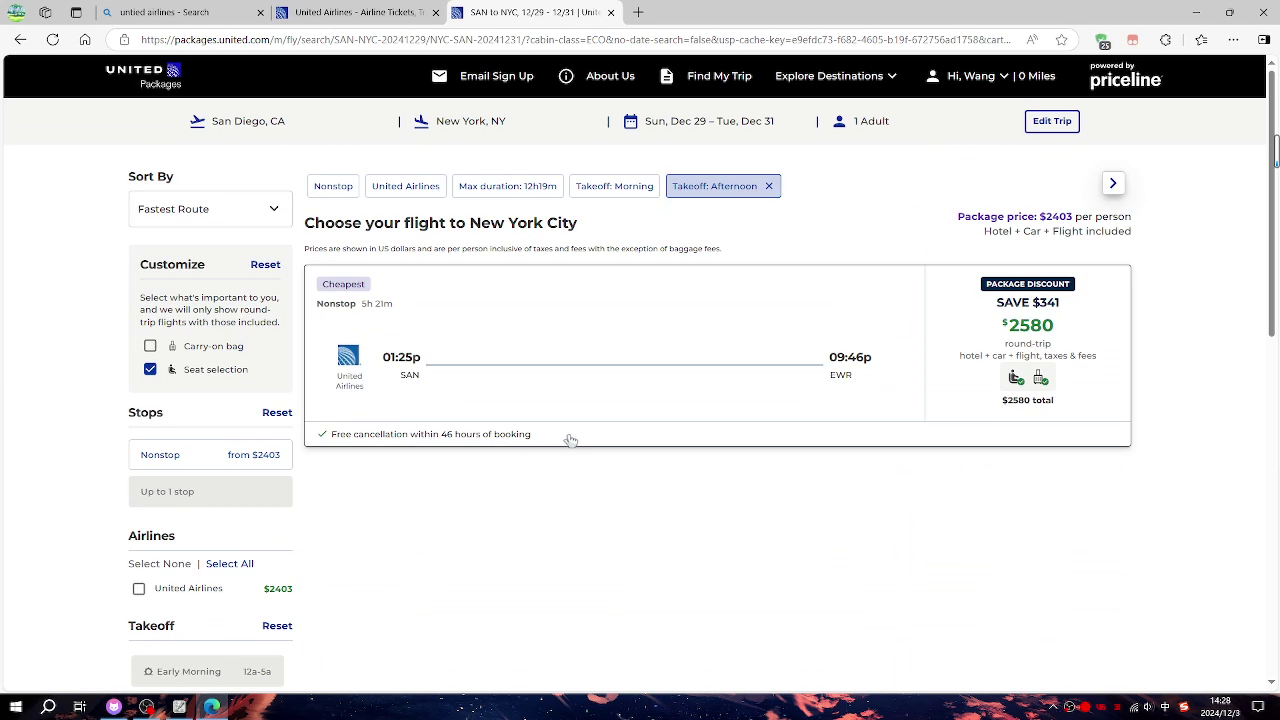 united airlines - Search
United Airlines - Airline Tickets, T
SAN to NYC, 12/29 - 12/31 | Unit
https://packages.united.com/m/fly/search/SAN-NYC-20241229/NYC-SAN-20241231/?cabin-class=ECO&no-date-search=false&usp-cache-key=e9efdc73-f682-4605-b19f-672756ad1758&cart...
25
UNITED
Packages
Email Sign Up
About Us
Find My Trip
Explore Destinations
Hi, Wang
| 0 Miles
powered by
priceline
San Diego, CA
|
New York, NY
|
Sun, Dec 29 – Tue, Dec 31
|
1 Adult
Edit Trip
Sort By
Fastest Route
Nonstop
United Airlines
Max duration: 12h19m
Takeoff: Morning
Takeoff: Afternoon
Choose your flight to New York City
Package price: $2403 per person
Hotel + Car + Flight included
Prices are shown in US dollars and are per person inclusive of taxes and fees with the exception of baggage fees.
Customize
Reset
Select what's important to you,
and we will only show round-
trip flights with those included.
Carry-on bag
Seat selection
Cheapest
Nonstop 5h 21m
United
Airlines
01:25p
SAN
09:46p
EWR
Free cancellation within 46 hours of booking
PACKAGE DISCOUNT
SAVE $341
$2580
round-trip
hotel + car + flight, taxes & fees
$2580 total
Stops
Reset
Nonstop
from $2403
Up to 1 stop
Airlines
Select None | Select All
United Airlines
$2403
Takeoff
Reset
Early Morning
12a-5a
中
14:28
2024/12/3